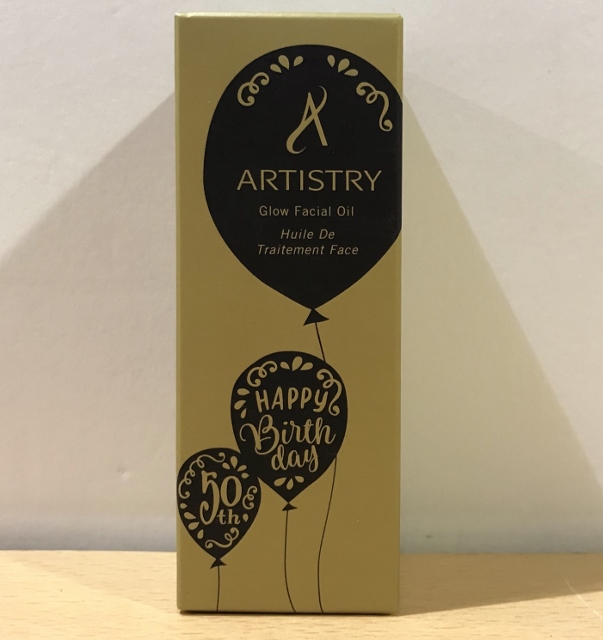 A
ARTISTRY
Glow Facial Oil
Huile De
Traitement Face
HAPPY
Birth
day
50
th